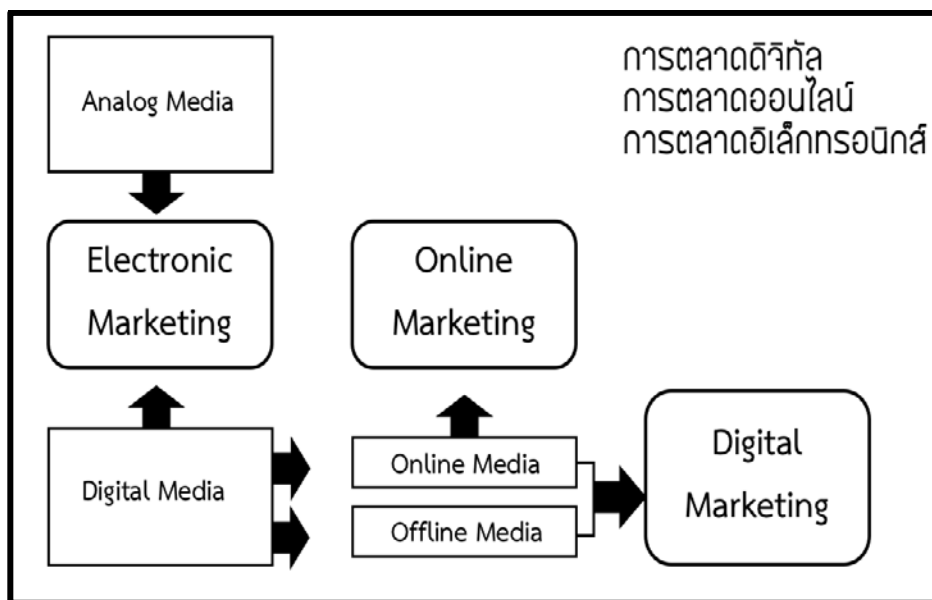 การตลาดดิจิทัล
การตลาดออนไลน์
การตลาดอิเล็กทรอนิกส์
Analog Media
Electronic
Marketing
Online
Marketing
Digital Media
Online Media
Offline Media
Digital
Marketing